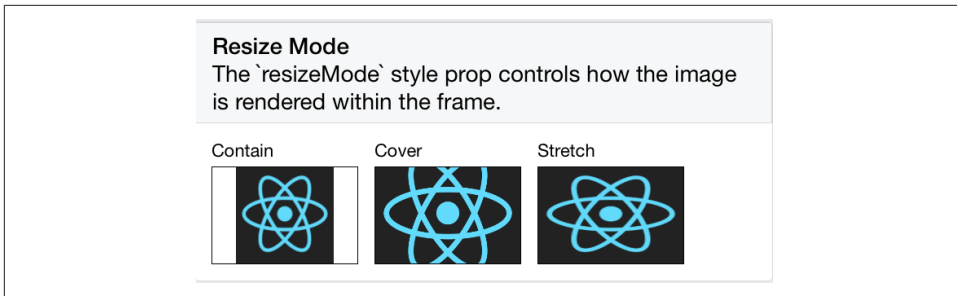 Resize Mode
The `resizeMode` style prop controls how the image
is rendered within the frame.
Contain
Cover
Stretch